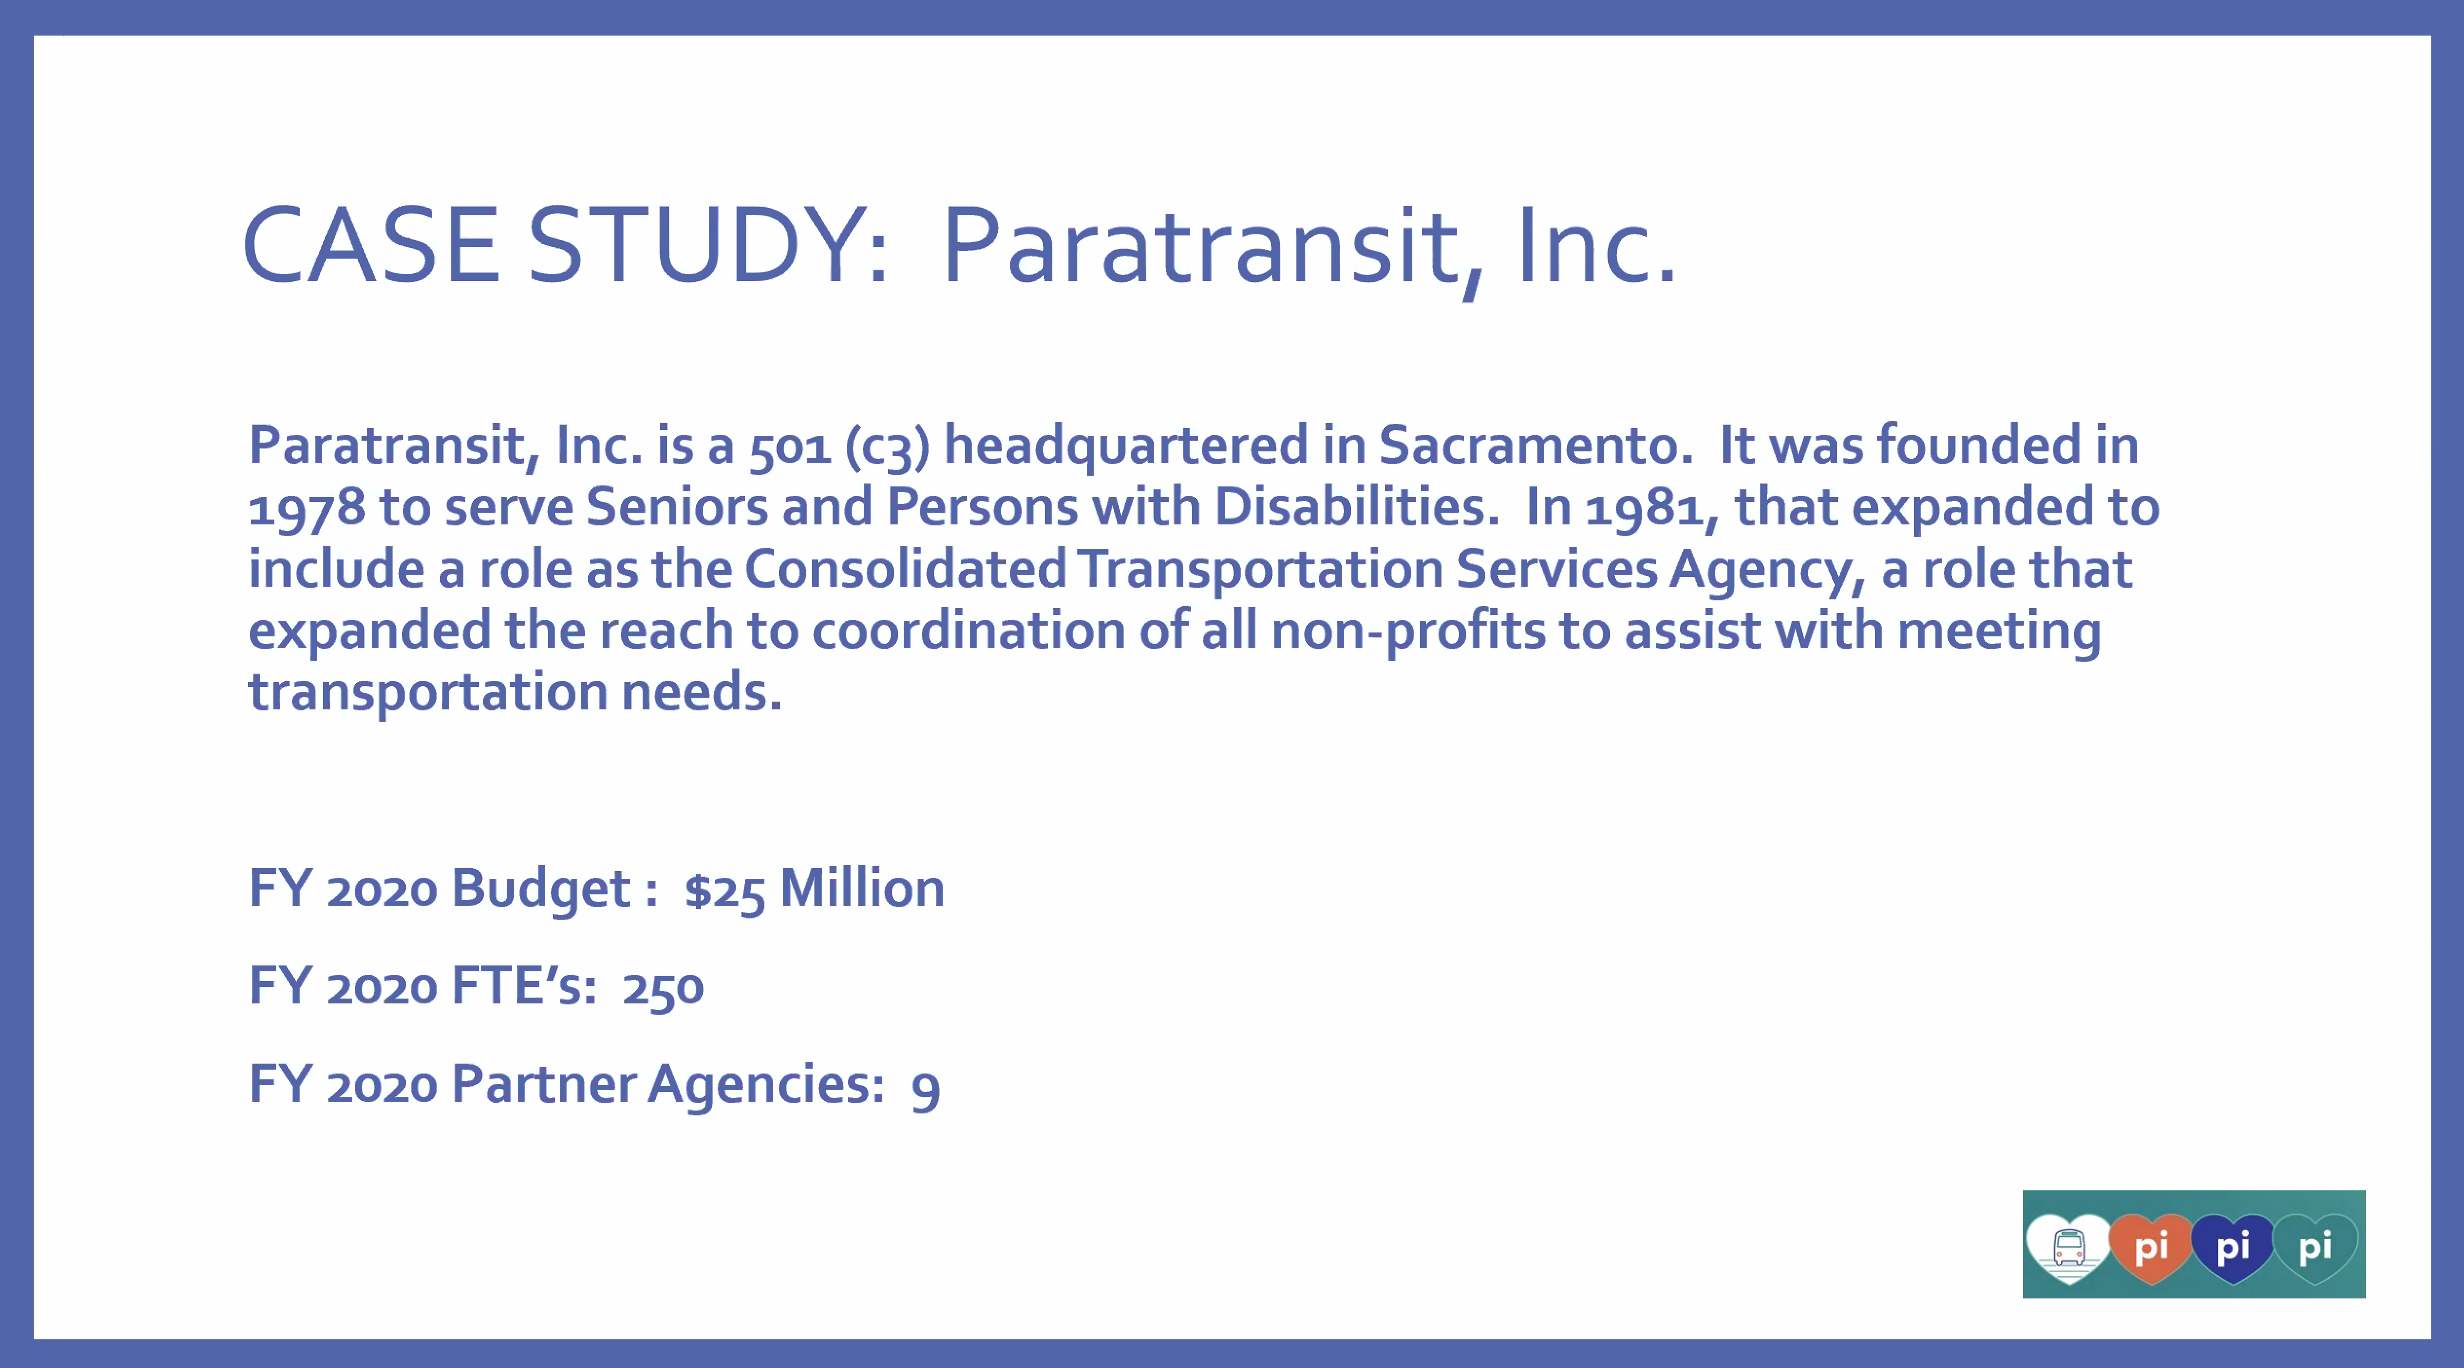 CASE STUDY:  Paratransit, Inc.
Paratransit, Inc. is a 501 (c3) headquartered in Sacramento.  It was founded in
1978 to serve Seniors and Persons with Disabilities.  In 1981, that expanded to
include a role as the Consolidated Transportation Services Agency, a role that
expanded the reach to coordination of all non-profits to assist with meeting
transportation needs.
FY 2020 Budget :  $25 Million
FY 2020 FTE’s:  250
FY 2020 Partner Agencies:  9
pi pi pi